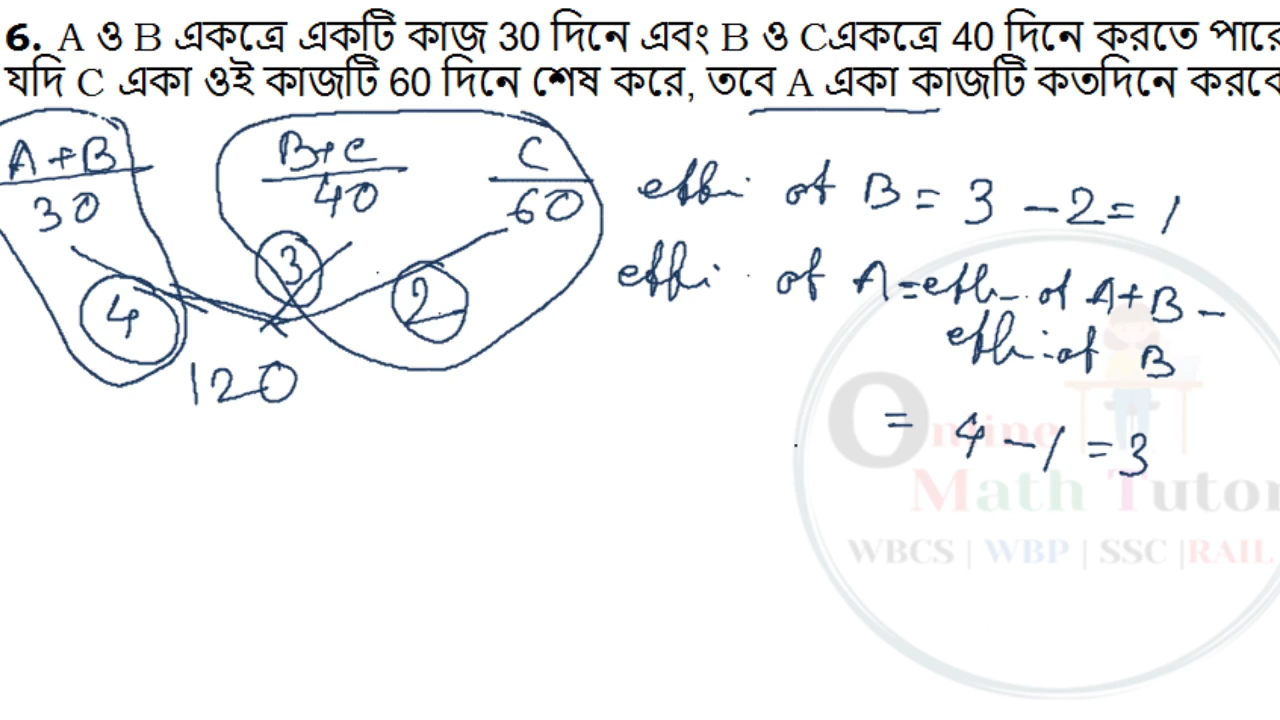 6. A ও B একত্রে একটি কাজ 30 দিনে এবং B ও Cএকত্রে 40 দিনে করতে পারে
যদি C একা ওই কাজটি 60 দিনে শেষ করে, তবে A একা কাজটি কতদিনে করবে
A+B B+C C
30 40 60
4 3 2
120
effi of B = 3 - 2 = 1
effi. of A = effi. of A+B -
effi. of B
= 4 - 1 = 3
Online
Math Tutor
WBCS | WBP | SSC |RAIL